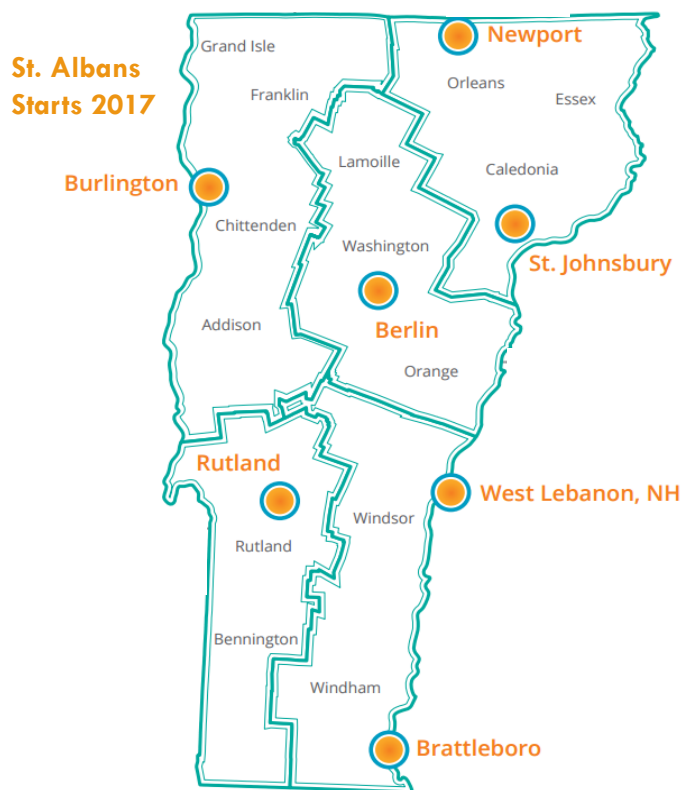 Newport
Grand Isle
St. Albans
Starts 2017
Orleans
Franklin
Essex
Lamoille
Caledonia
Burlington
Chittenden
Washington
St. Johnsbury
Addison
Berlin
Orange
Rutland
West Lebanon, NH
Windsor
Rutland
Bennington
Windham
Brattleboro